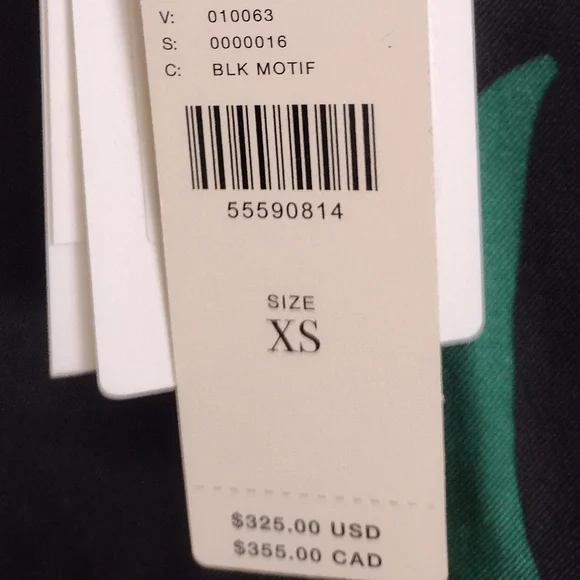 V: 010063
S: 0000016
C: BLK MOTIF
55590814
SIZE
XS
$325.00 USD
$355.00 CAD